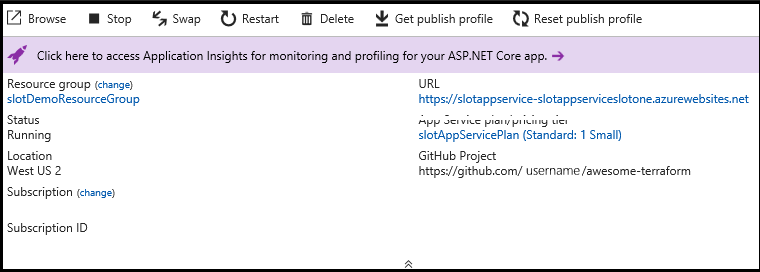 Browse Stop Swap Restart Delete Get publish profile Reset publish profile
Click here to access Application Insights for monitoring and profiling for your ASP.NET Core app. →
Resource group (change)
slotDemoResourceGroup
URL
https://slotappservice-slotappserviceslotone.azurewebsites.net
Status
Running
App Service plan/pricing tier
slotAppServicePlan (Standard: 1 Small)
Location
West US 2
GitHub Project
https://github.com/ username /awesome-terraform
Subscription (change)
Subscription ID